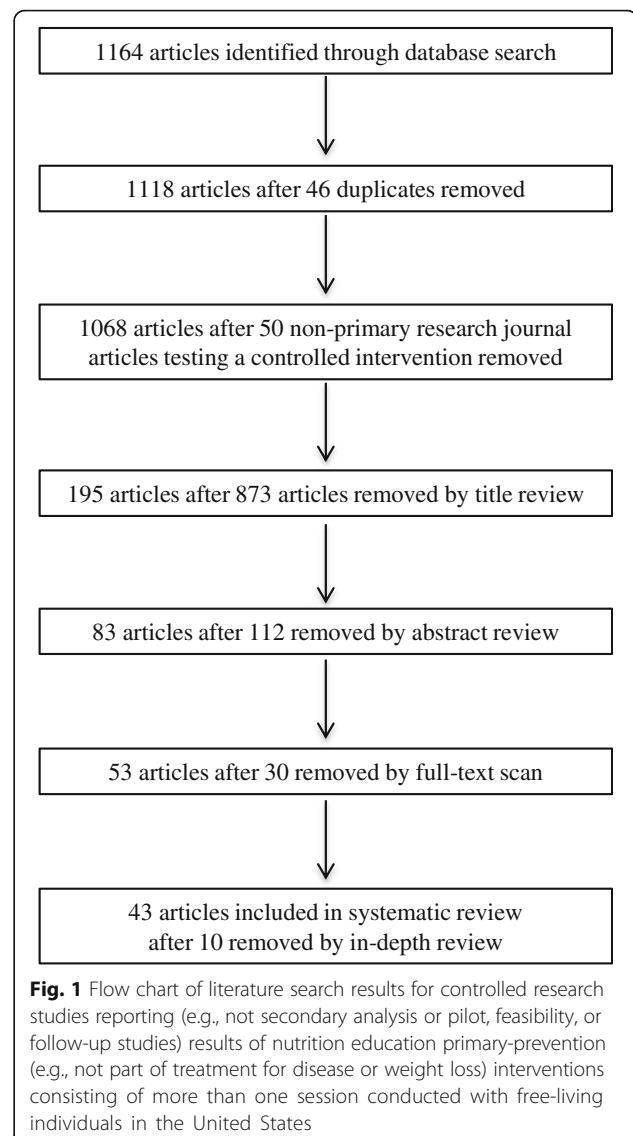 1164 articles identified through database search
1118 articles after 46 duplicates removed
1068 articles after 50 non-primary research journal
articles testing a controlled intervention removed
195 articles after 873 articles removed by title review
83 articles after 112 removed by abstract review
53 articles after 30 removed by full-text scan
43 articles included in systematic review
after 10 removed by in-depth review
Fig. 1 Flow chart of literature search results for controlled research
studies reporting (e.g., not secondary analysis or pilot, feasibility, or
follow-up studies) results of nutrition education primary-prevention
(e.g., not part of treatment for disease or weight loss) interventions
consisting of more than one session conducted with free-living
individuals in the United States